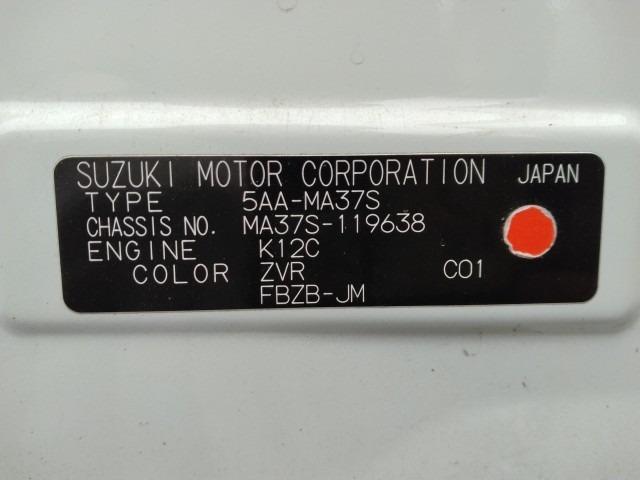 SUZUKI MOTOR CORPORATION JAPAN
TYPE 5AA-MA37S
CHASSIS NO. MA37S-119638
ENGINE K12C
COLOR ZVR C01
FBZB-JM